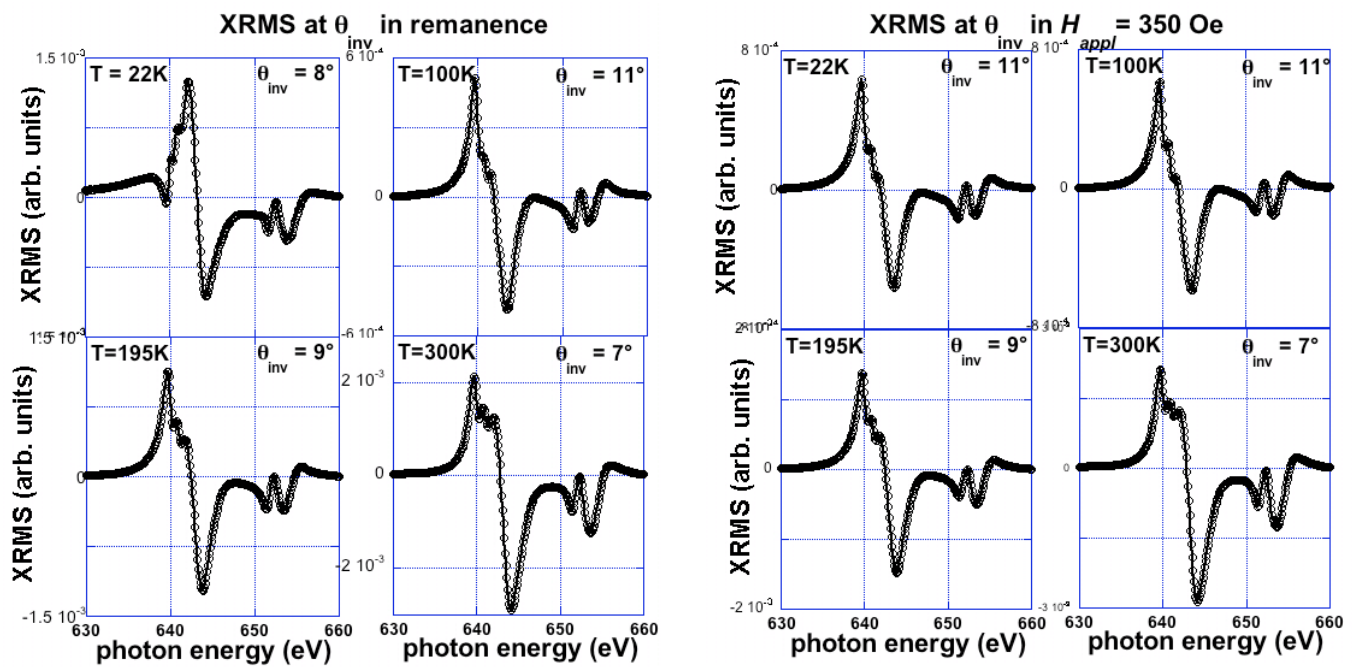 XRMS at θinv in remanence
XRMS at θinv in Happl = 350 Oe
1.5 10-3
T = 22K
θinv = 8°
0
XRMS (arb. units)
6 10-4
T=100K
θinv = 11°
0
-6 10-4
T=195K
θinv = 9°
0
-1.5 10-3
XRMS (arb. units)
630 640 650 660
photon energy (eV)
T=300K
θinv = 7°
2 10-3
0
-2 10-3
630 640 650 660
photon energy (eV)
8 10-4
T=22K
θinv = 11°
0
XRMS (arb. units)
8 10-4
T=100K
θinv = 11°
0
T=195K
θinv = 9°
0
-2 10-3
XRMS (arb. units)
630 640 650 660
photon energy (eV)
T=300K
θinv = 7°
0
630 640 650 660
photon energy (eV)